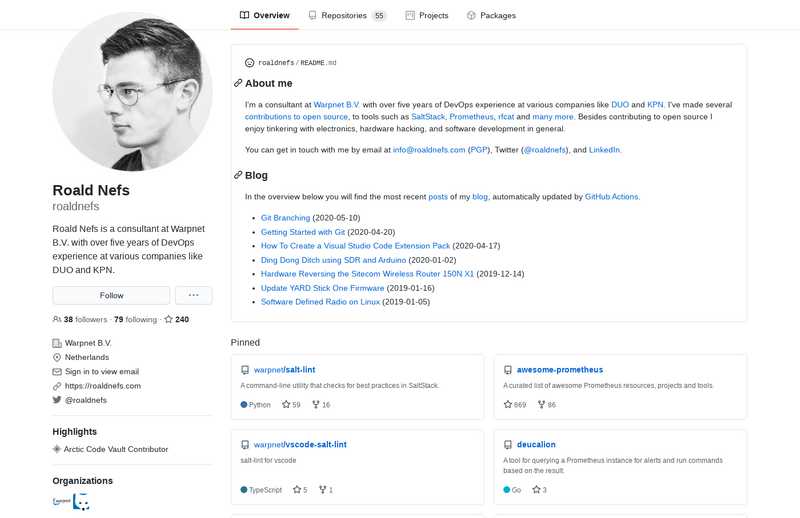 Overview
Repositories 55
Projects
Packages
Roald Nefs
roaldnefs
Roald Nefs is a consultant at Warpnet
B.V. with over five years of DevOps
experience at various companies like
DUO and KPN.
Follow
...
38 followers · 79 following · 240
Warpnet B.V.
Netherlands
Sign in to view email
https://roaldnefs.com
@roaldnefs
Highlights
Arctic Code Vault Contributor
Organizations
warpnet
roaldnefs / README.md
About me
I'm a consultant at Warpnet B.V. with over five years of DevOps experience at various companies like DUO and KPN. I've made several
contributions to open source, to tools such as SaltStack, Prometheus, rfcat and many more. Besides contributing to open source I
enjoy tinkering with electronics, hardware hacking, and software development in general.
You can get in touch with me by email at info@roaldnefs.com (PGP), Twitter (@roaldnefs), and LinkedIn.
Blog
In the overview below you will find the most recent posts of my blog, automatically updated by GitHub Actions.
• Git Branching (2020-05-10)
• Getting Started with Git (2020-04-20)
• How To Create a Visual Studio Code Extension Pack (2020-04-17)
• Ding Dong Ditch using SDR and Arduino (2020-01-02)
• Hardware Reversing the Sitecom Wireless Router 150N X1 (2019-12-14)
• Update YARD Stick One Firmware (2019-01-16)
• Software Defined Radio on Linux (2019-01-05)
Pinned
warpnet/salt-lint
A command-line utility that checks for best practices in SaltStack.
Python 59 16
awesome-prometheus
A curated list of awesome Prometheus resources, projects and tools.
869 86
warpnet/vscode-salt-lint
salt-lint for vscode
TypeScript 5 1
deucalion
A tool for querying a Prometheus instance for alerts and run commands
based on the result.
Go 3